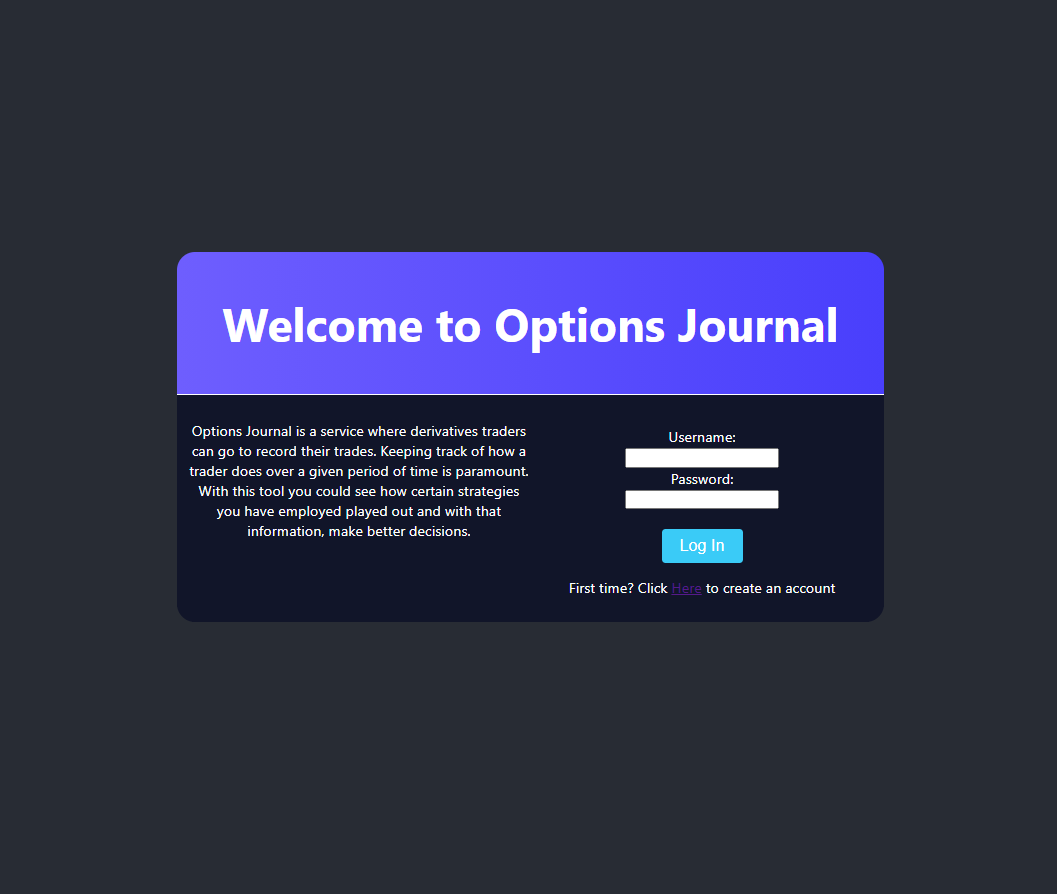 Welcome to Options Journal
Options Journal is a service where derivatives traders
can go to record their trades. Keeping track of how a
trader does over a given period of time is paramount.
With this tool you could see how certain strategies
you have employed played out and with that
information, make better decisions.
Username:
Password:
Log In
First time? Click Here to create an account